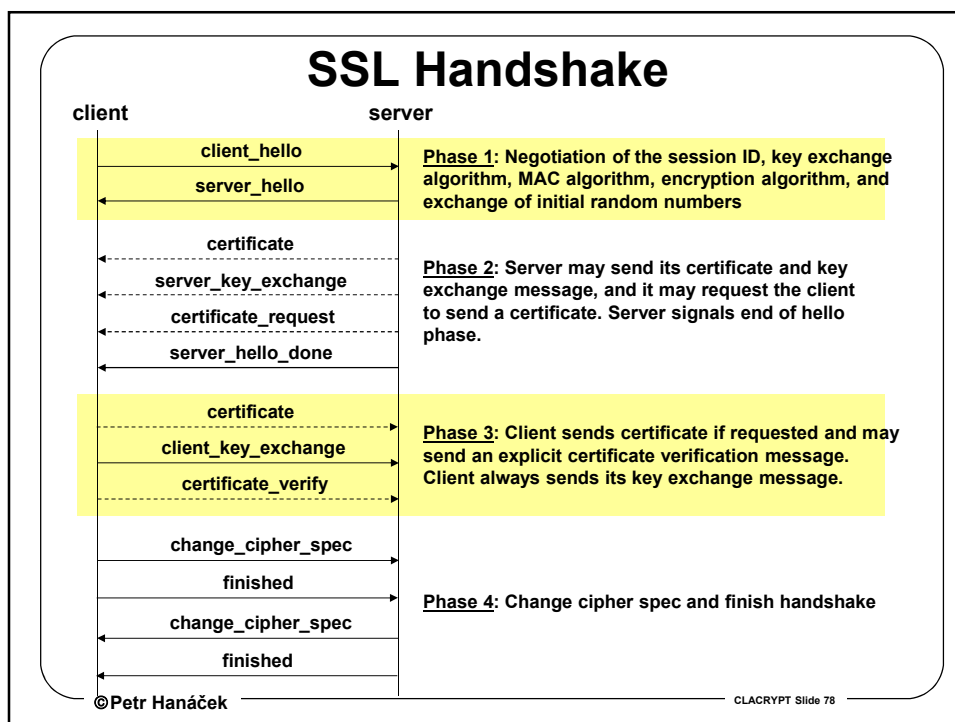 SSL Handshake
client
server
client_hello
server_hello
Phase 1: Negotiation of the session ID, key exchange
algorithm, MAC algorithm, encryption algorithm, and
exchange of initial random numbers
certificate
server_key_exchange
certificate_request
server_hello_done
Phase 2: Server may send its certificate and key
exchange message, and it may request the client
to send a certificate. Server signals end of hello
phase.
certificate
client_key_exchange
certificate_verify
Phase 3: Client sends certificate if requested and may
send an explicit certificate verification message.
Client always sends its key exchange message.
change_cipher_spec
finished
change_cipher_spec
finished
Phase 4: Change cipher spec and finish handshake
©Petr Hanáček
CLACRYPT Slide 78